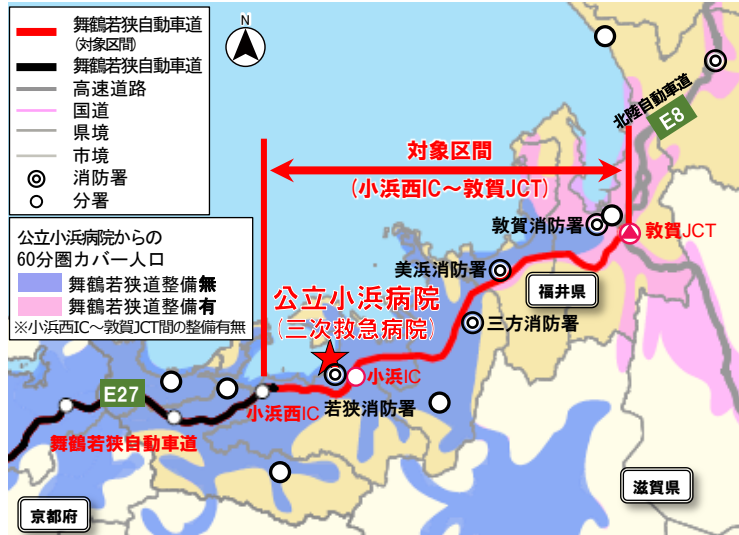 舞鶴若狭自動車道
(対象区間)
舞鶴若狭自動車道
高速道路
国道
県境
市境
消防署
分署
公立小浜病院からの
60分圏カバー人口
舞鶴若狭道整備無
舞鶴若狭道整備有
※小浜西IC～敦賀JCT間の整備有無
N
北陸自動車道
E8
対象区間
(小浜西IC～敦賀JCT)
敦賀消防署
敦賀JCT
美浜消防署
福井県
公立小浜病院
(三次救急病院)
三方消防署
小浜IC
E27
小浜西IC
若狭消防署
舞鶴若狭自動車道
滋賀県
京都府